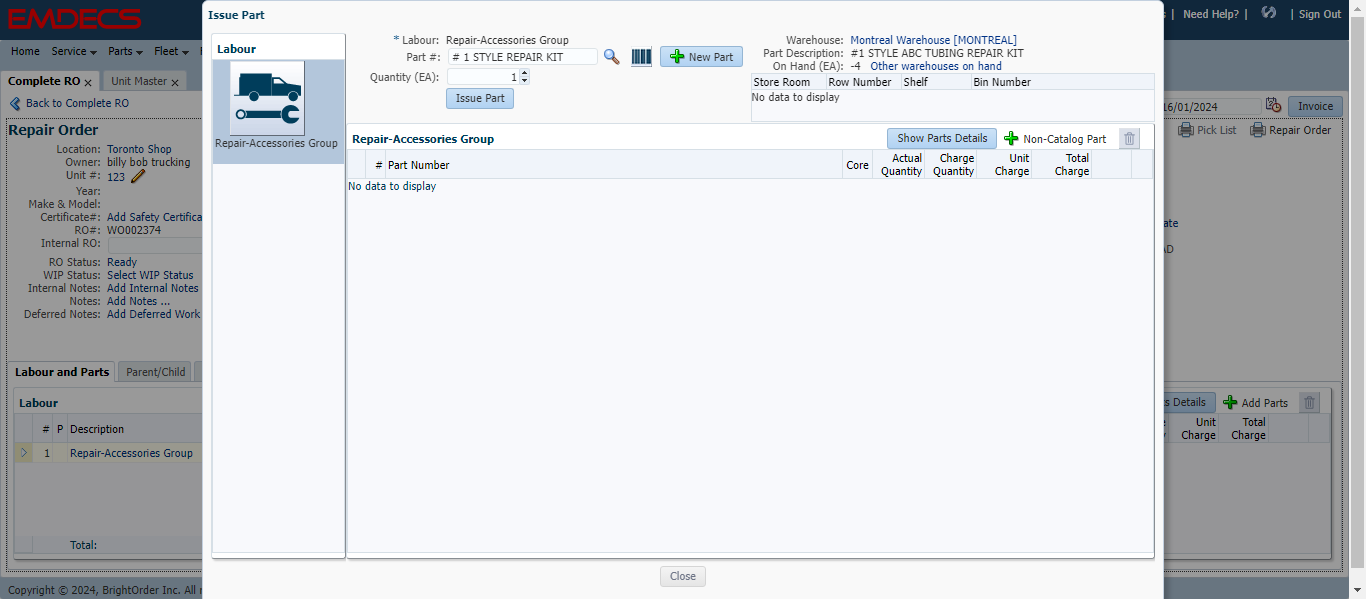 EMDECS
Need Help? |
| Sign Out
Home Service Parts Fleet
Complete RO x
Unit Master x
Back to Complete RO
16/01/2024
Invoice
Repair Order
Pick List
Repair Order
Location: Toronto Shop
Owner: billy bob trucking
Unit #: 123
Year:
Make & Model:
Certificate#: Add Safety Certifica
RO#: WO002374
Internal RO:
RO Status: Ready
WIP Status: Select WIP Status
Internal Notes: Add Internal Notes
Notes: Add Notes ...
Deferred Notes: Add Deferred Work
Labour and Parts
Parent/Child
Labour
# P Description
1 Repair-Accessories Group
Total:
Details
Add Parts
Unit Charge
Total Charge
Copyright © 2024, BrightOrder Inc. All
Issue Part
Labour
Repair-Accessories Group
* Labour: Repair-Accessories Group
Part #: # 1 STYLE REPAIR KIT
New Part
Quantity (EA): 1
Issue Part
Warehouse: Montreal Warehouse [MONTREAL]
Part Description: #1 STYLE ABC TUBING REPAIR KIT
On Hand (EA): -4 Other warehouses on hand
Store Room Row Number Shelf Bin Number
No data to display
Repair-Accessories Group
Show Parts Details
Non-Catalog Part
# Part Number Core Actual Quantity Charge Quantity Unit Charge Total Charge
No data to display
Close